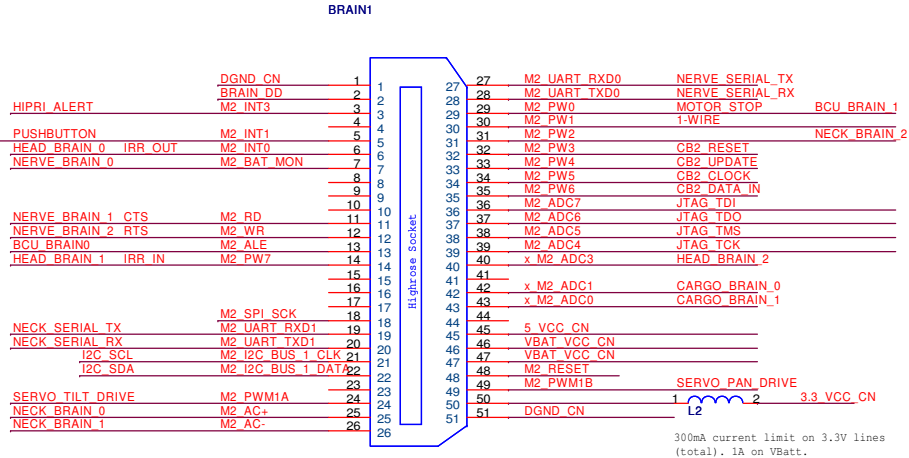 BRAIN1
DGND_CN 1 1
BRAIN_DD 2 2
HIPRI_ALERT M2_INT3 3 3
4 4
PUSHBUTTON M2_INT1 5 5
HEAD_BRAIN_0 IRR_OUT M2_INT0 6 6
NERVE_BRAIN_0 M2_BAT_MON 7 7
8 8
9 9
10 10
NERVE_BRAIN_1 CTS M2_RD 11 11
NERVE_BRAIN_2 RTS M2_WR 12 12
BCU_BRAIN0 M2_ALE 13 13
HEAD_BRAIN_1 IRR_IN M2_PW7 14 14
15 15
16 16
17 17
M2_SPI_SCK 18 18
NECK_SERIAL_TX M2_UART_RXD1 19 19
NECK_SERIAL_RX M2_UART_TXD1 20 20
I2C_SCL M2_I2C_BUS_1_CLK 21 21
I2C_SDA M2_I2C_BUS_1_DATA 22 22
23 23
SERVO_TILT_DRIVE M2_PWM1A 24 24
NECK_BRAIN_0 M2_AC+ 25 25
NECK_BRAIN_1 M2_AC- 26 26
Highrose Socket
27 27 M2_UART_RXD0 NERVE_SERIAL_TX
28 28 M2_UART_TXD0 NERVE_SERIAL_RX
29 29 M2_PW0 MOTOR_STOP BCU_BRAIN_1
30 30 M2_PW1 1-WIRE
31 31 M2_PW2 NECK_BRAIN_2
32 32 M2_PW3 CB2_RESET
33 33 M2_PW4 CB2_UPDATE
34 34 M2_PW5 CB2_CLOCK
35 35 M2_PW6 CB2_DATA_IN
36 36 M2_ADC7 JTAG_TDI
37 37 M2_ADC6 JTAG_TDO
38 38 M2_ADC5 JTAG_TMS
39 39 M2_ADC4 JTAG_TCK
40 40 x_M2_ADC3 HEAD_BRAIN_2
41 41
42 42 x_M2_ADC1 CARGO_BRAIN_0
43 43 x_M2_ADC0 CARGO_BRAIN_1
44 44
45 45 5_VCC_CN
46 46 VBAT_VCC_CN
47 47 VBAT_VCC_CN
48 48 M2_RESET
49 49 M2_PWM1B SERVO_PAN_DRIVE
50 50 1 2 3.3_VCC_CN
51 51 DGND_CN L2
300mA current limit on 3.3V lines
(total). 1A on VBatt.